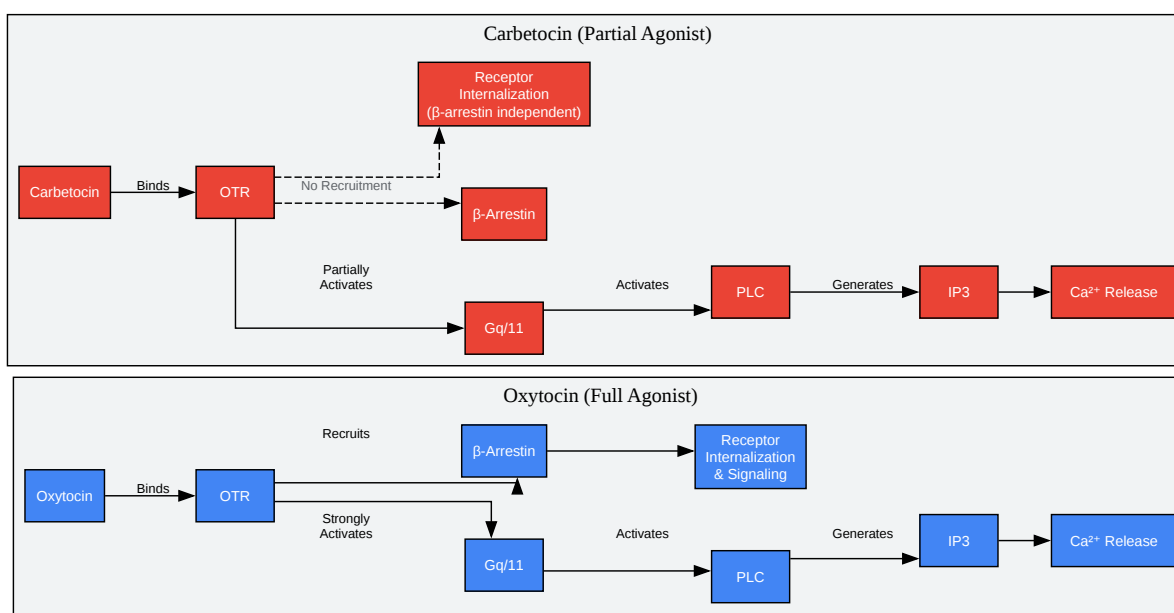 Carbetocin (Partial Agonist)
Receptor
Internalization
(β-arrestin independent)
Carbetocin
Binds
OTR
No Recruitment
β-Arrestin
Partially
Activates
Gq/11
Activates
PLC
Generates
IP3
Ca²⁺ Release
Oxytocin (Full Agonist)
Recruits
β-Arrestin
Receptor
Internalization
& Signaling
Oxytocin
Binds
OTR
Strongly
Activates
Gq/11
Activates
PLC
Generates
IP3
Ca²⁺ Release